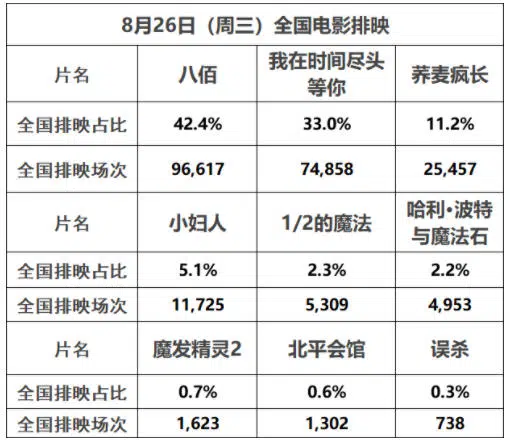 8月26日（周三）全国电影排映
片名 八佰 我在时间尽头等你 荞麦疯长
全国排映占比 42.4% 33.0% 11.2%
全国排映场次 96,617 74,858 25,457
片名 小妇人 1/2的魔法 哈利·波特与魔法石
全国排映占比 5.1% 2.3% 2.2%
全国排映场次 11,725 5,309 4,953
片名 魔发精灵2 北平会馆 误杀
全国排映占比 0.7% 0.6% 0.3%
全国排映场次 1,623 1,302 738